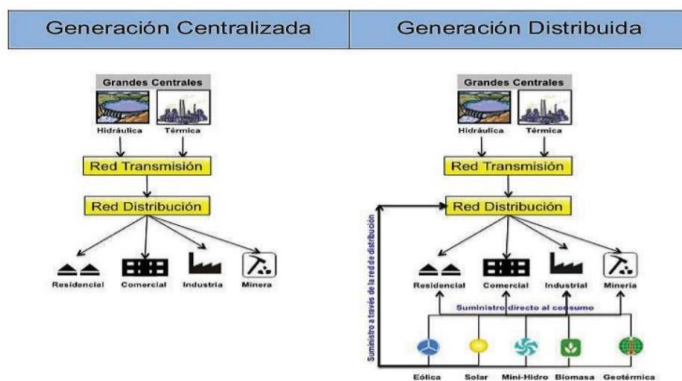 Generación Centralizada
Generación Distribuida
Grandes Centrales
Hidráulica
Térmica
Red Transmisión
Red Distribución
Residencial
Comercial
Industria
Minera
Grandes Centrales
Hidráulica
Térmica
Red Transmisión
Red Distribución
Suministro a través de la red de distribución
Residencial
Comercial
Industrial
Minería
Suministro directo al consumo
Eólica
Solar
Mini-Hidro
Biomasa
Geotérmica